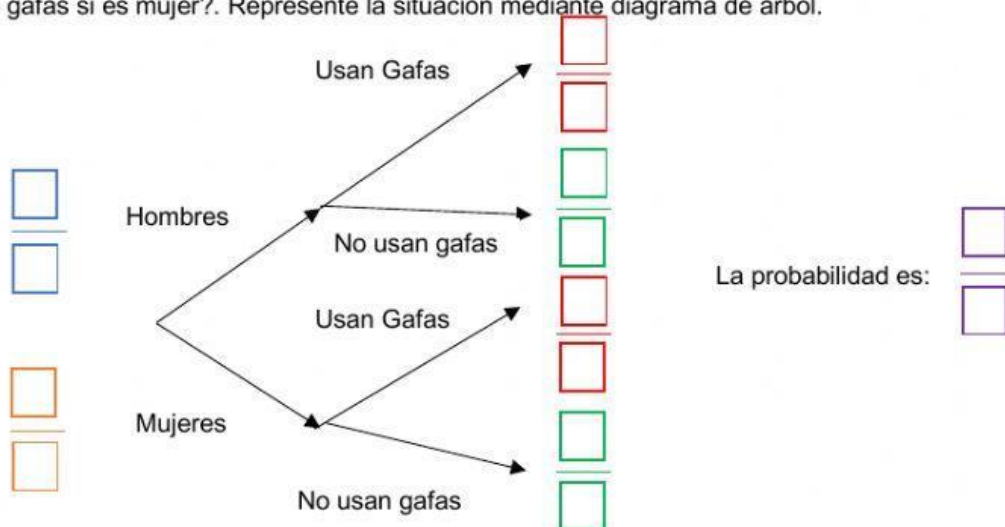 gafas si es mujer?. Represente la situación mediante diagrama de árbol.
Usan Gafas
Hombres
No usan gafas
La probabilidad es:
Usan Gafas
Mujeres
No usan gafas